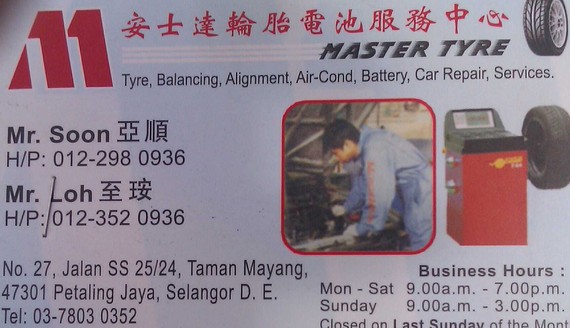 安士達輪胎電池服務中心
MASTER TYRE
Tyre, Balancing, Alignment, Air-Cond, Battery, Car Repair, Services.
Mr. Soon 亞順
H/P: 012-298 0936
Mr. Loh 至垵
H/P: 012-352 0936
No. 27, Jalan SS 25/24, Taman Mayang,
47301 Petaling Jaya, Selangor D. E.
Tel: 03-7803 0352
Business Hours :
Mon - Sat 9.00a.m. - 7.00p.m.
Sunday 9.00a.m. - 3.00p.m.
Closed on Last Sunday of the Mont